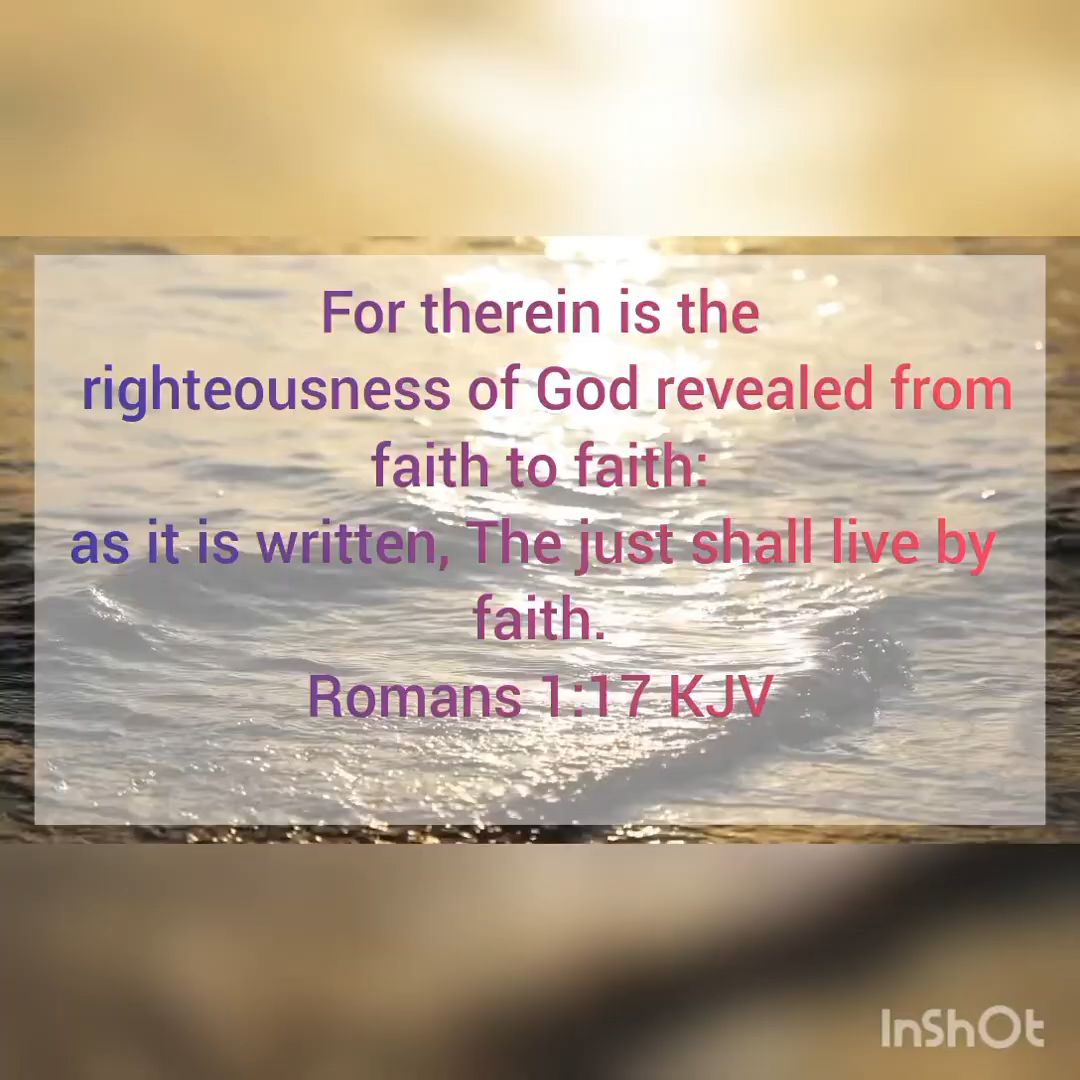 For therein is the
righteousness of God revealed from
faith to faith:
as it is written, The just shall live by
faith.
Romans 1:17 KJV
InShOt